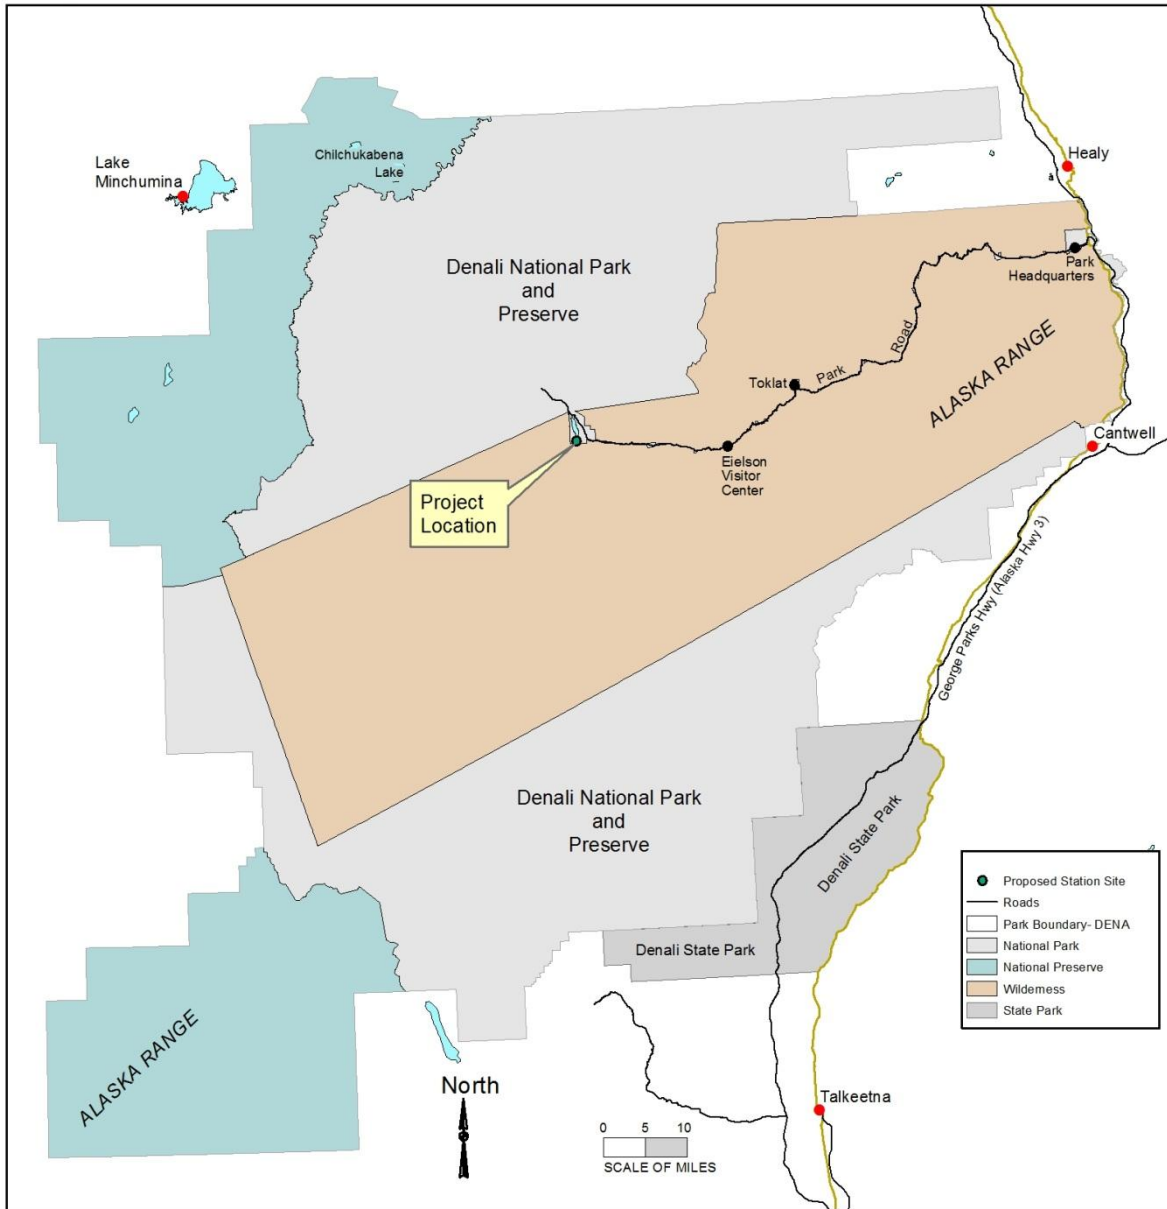 Healy
Lake
Minchumina
Chilchukabena
Lake
Denali National Park
and
Preserve
Park
Headquarters
ALASKA RANGE
Road
Park
Toklat
Cantwell
Eielson
Visitor
Center
Project
Location
George Parks Hwy (Alaska Hwy 3)
Denali National Park
and
Preserve
Denali State Park
Denali State Park
Proposed Station Site
Roads
Park Boundary- DENA
National Park
National Preserve
Wilderness
State Park
ALASKA RANGE
North
Talkeetna
0 5 10
SCALE OF MILES